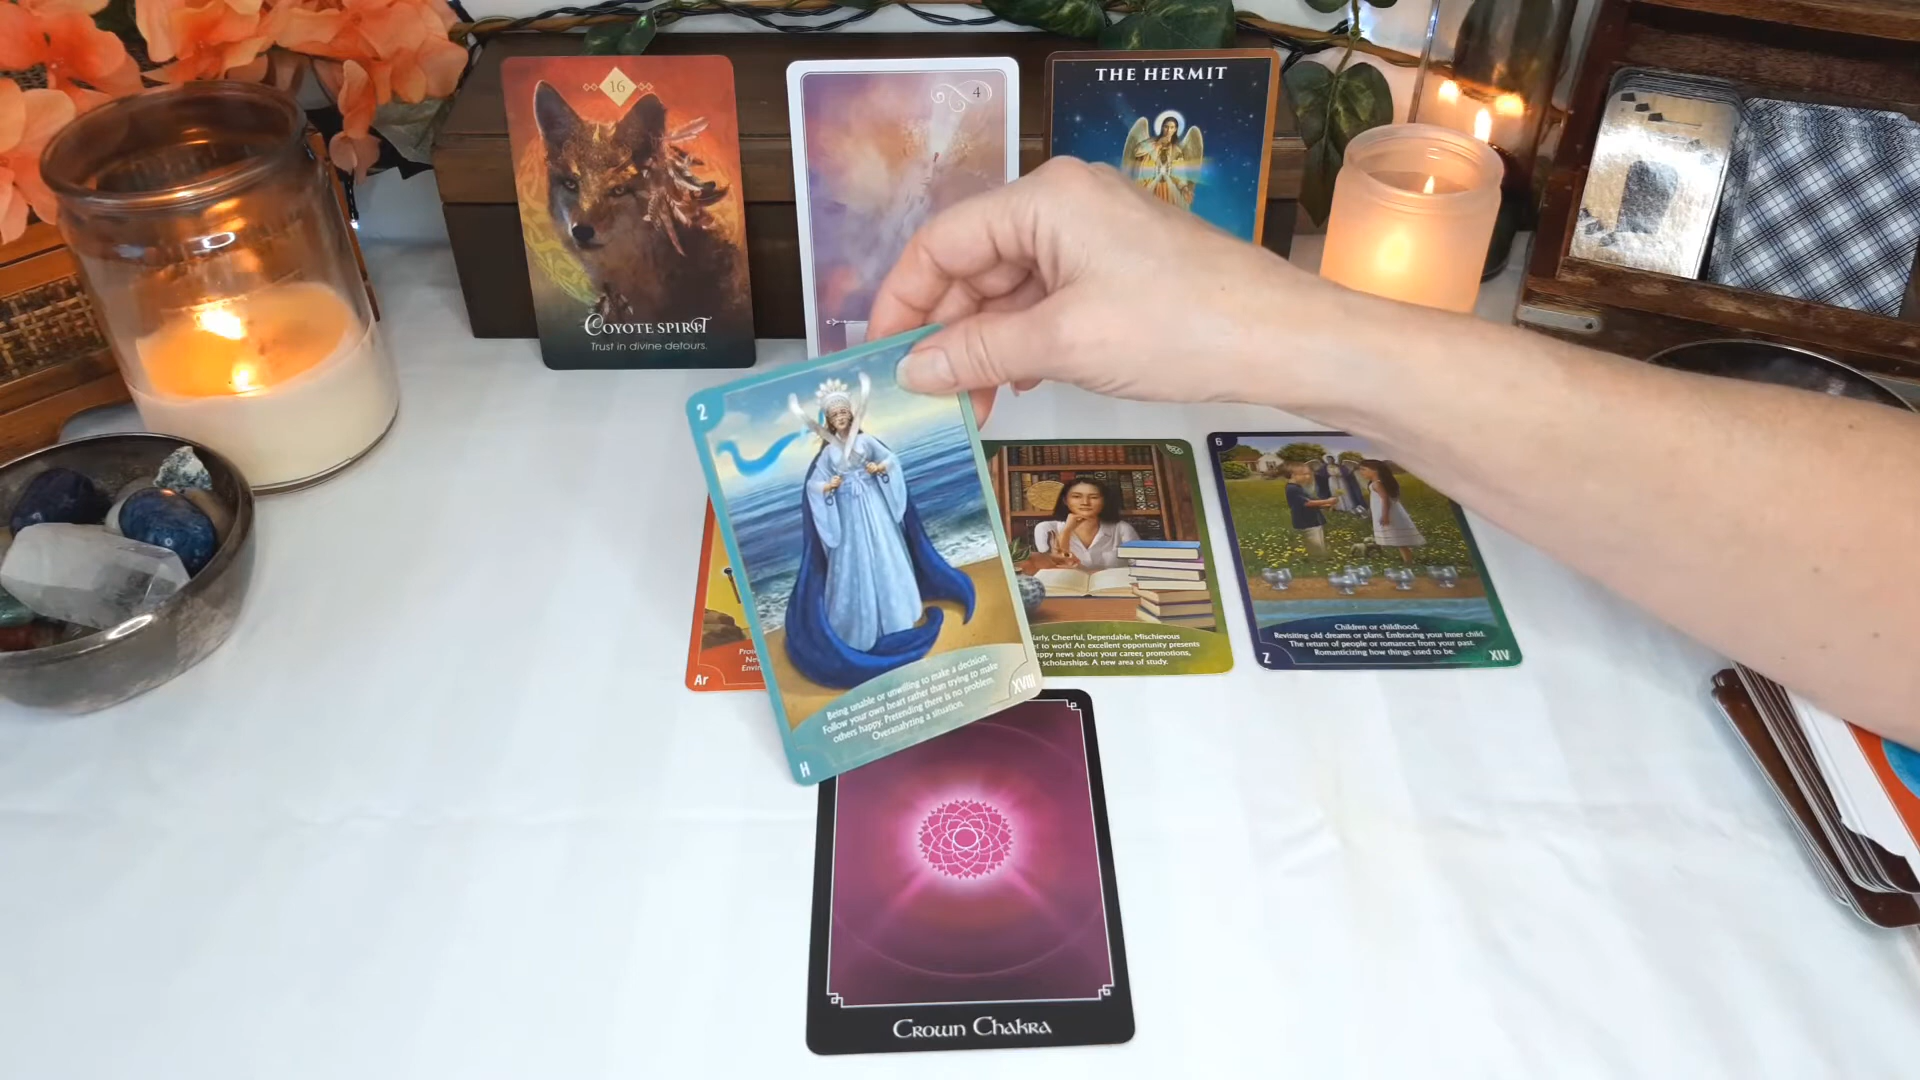 16
COYOTE SPIRIT
Trust in divine detours.
4
THE HERMIT
2
Being unable or unwilling to make a decision.
Follow your own heart rather than trying to make
others happy. Pretending there is no problem.
Overanalyzing a situation.
H
XVIII
Ar
Cheerful, Dependable, Mischievous
to work! An excellent opportunity presents
news about your career, promotions,
scholarships. A new area of study.
6
Children or childhood.
Revisiting old dreams or plans. Embracing your inner child.
The return of people or romances from your past.
Romanticizing how things used to be.
Z
XIV
Crown Chakra